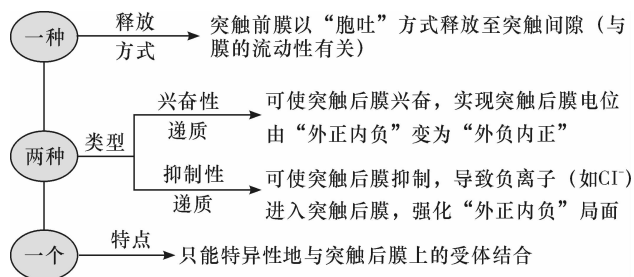 一种
释放
方式
突触前膜以“胞吐”方式释放至突触间隙（与
膜的流动性有关）
两种
类型
兴奋性
递质
可使突触后膜兴奋，实现突触后膜电位
由“外正内负”变为“外负内正”
抑制性
递质
可使突触后膜抑制，导致负离子（如Cl⁻）
进入突触后膜，强化“外正内负”局面
一个
特点
只能特异性地与突触后膜上的受体结合